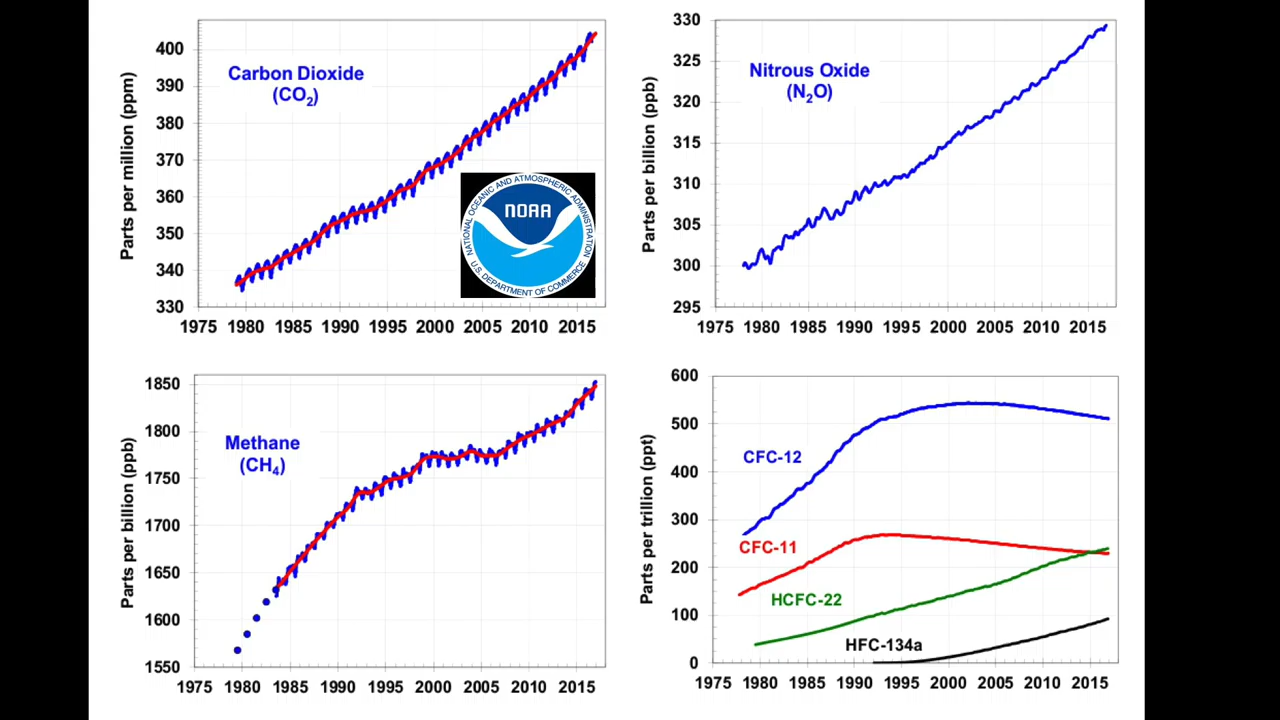 Parts per million (ppm)
400
390
380
370
360
350
340
330
Carbon Dioxide
(CO₂)
NATIONAL OCEANIC AND ATMOSPHERIC ADMINISTRATION
NOAA
U.S. DEPARTMENT OF COMMERCE
1975 1980 1985 1990 1995 2000 2005 2010 2015
Parts per billion (ppb)
330
325
320
315
310
305
300
295
Nitrous Oxide
(N₂O)
1975 1980 1985 1990 1995 2000 2005 2010 2015
Parts per billion (ppb)
1850
1800
1750
1700
1650
1600
1550
Methane
(CH₄)
1975 1980 1985 1990 1995 2000 2005 2010 2015
Parts per trillion (ppt)
600
500
400
300
200
100
0
CFC-12
CFC-11
HCFC-22
HFC-134a
1975 1980 1985 1990 1995 2000 2005 2010 2015